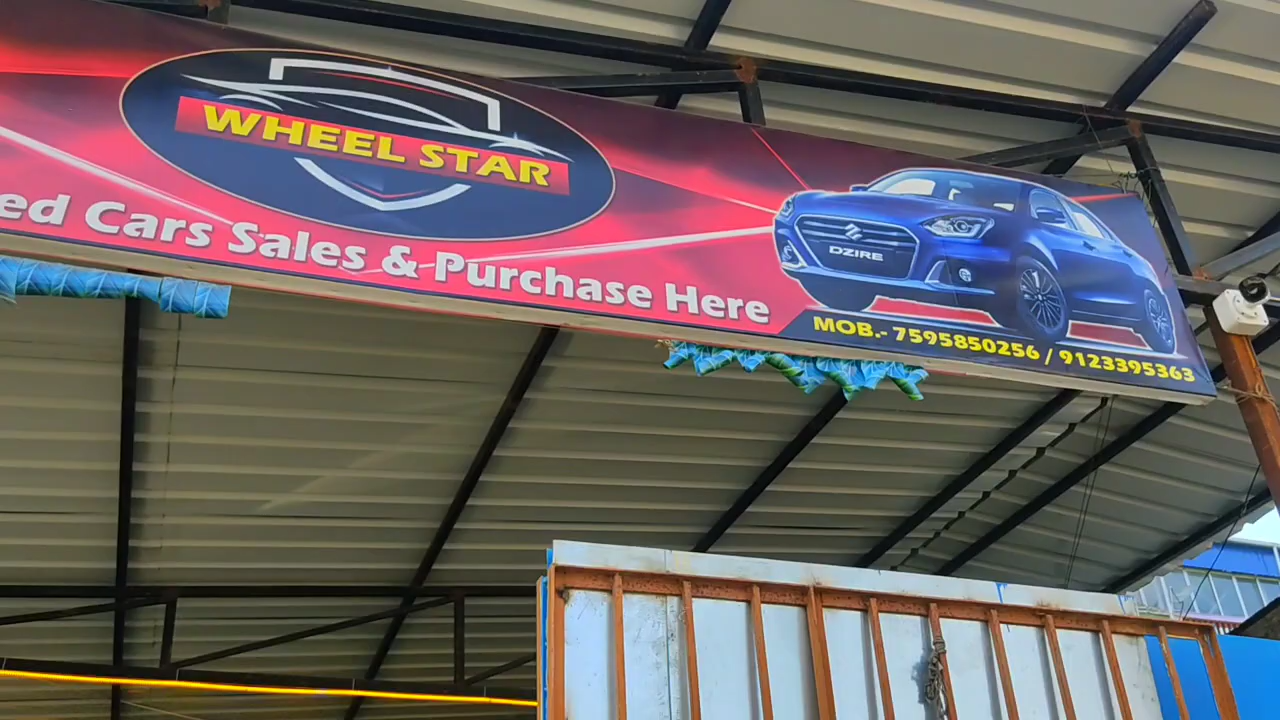 WHEEL STAR
ed Cars Sales & Purchase Here
DZIRE
MOB.- 7595850256 / 9123395363